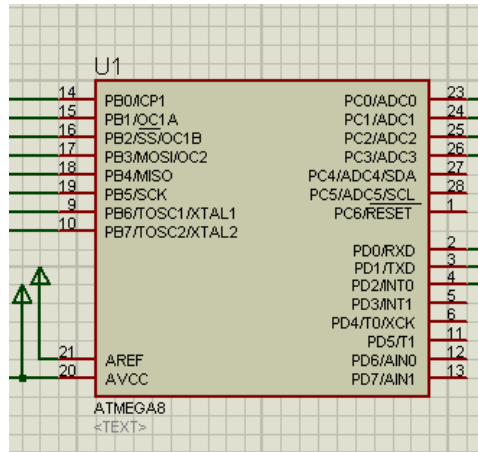 U1
14 PB0/ICP1 PC0/ADC0 23
15 PB1/OC1A PC1/ADC1 24
16 PB2/SS/OC1B PC2/ADC2 25
17 PB3/MOSI/OC2 PC3/ADC3 26
18 PB4/MISO PC4/ADC4/SDA 27
19 PB5/SCK PC5/ADC5/SCL 28
9 PB6/TOSC1/XTAL1 PC6/RESET 1
10 PB7/TOSC2/XTAL2
PD0/RXD 2
PD1/TXD 3
PD2/INT0 4
PD3/INT1 5
PD4/T0/XCK 6
PD5/T1 11
21 AREF PD6/AIN0 12
20 AVCC PD7/AIN1 13
ATMEGA8
<TEXT>